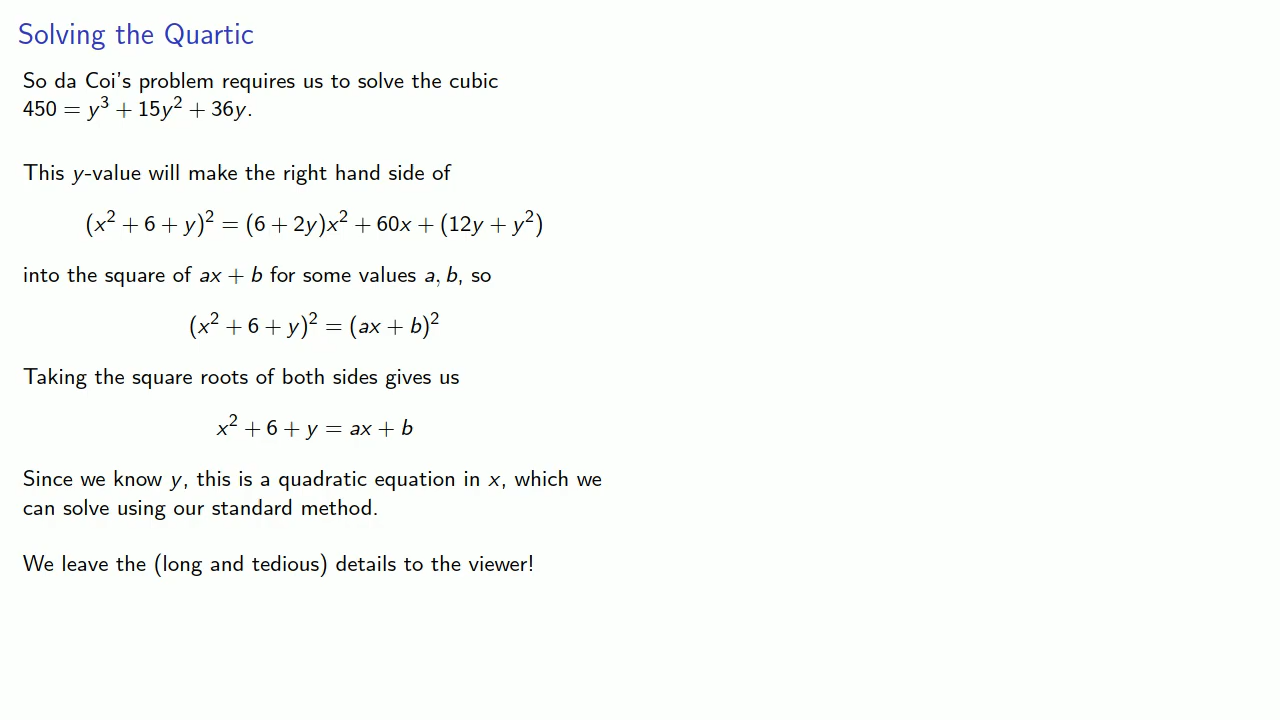 Solving the Quartic
So da Coi's problem requires us to solve the cubic
450 = y³ + 15y² + 36y.
This y-value will make the right hand side of
(x² + 6 + y)² = (6 + 2y)x² + 60x + (12y + y²)
into the square of ax + b for some values a, b, so
(x² + 6 + y)² = (ax + b)²
Taking the square roots of both sides gives us
x² + 6 + y = ax + b
Since we know y, this is a quadratic equation in x, which we
can solve using our standard method.
We leave the (long and tedious) details to the viewer!